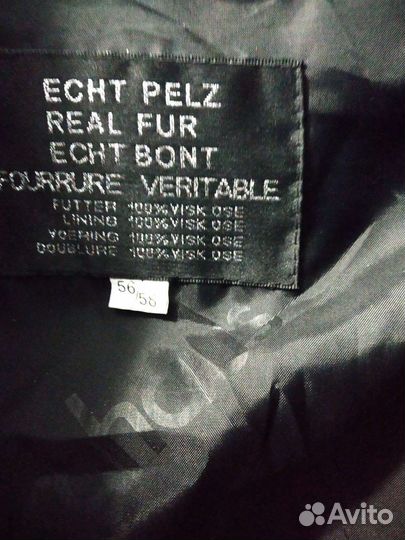 ECHT PELZ
REAL FUR
ECHT BONT
FOURRURE VERITABLE
FUTTER 100% VISKOSE
LINING 100% VISKOSE
VOERING 100% VISKOSE
DOUBLURE 100% VISKOSE
56/58
Avito